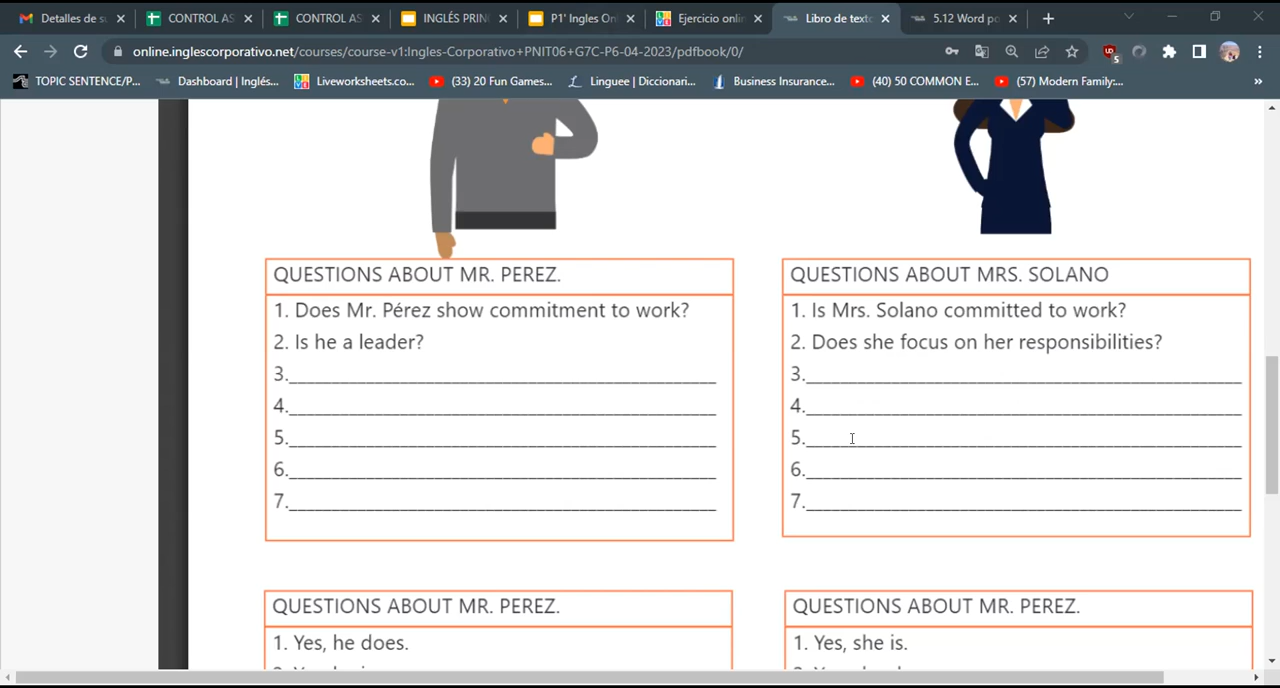 Detalles de su
CONTROL AS
CONTROL AS
INGLÉS PRIN
P1' Ingles On
Ejercicio onlin
Libro de texto
5.12 Word po
online.inglescorporativo.net/courses/course-v1:Ingles-Corporativo+PNIT06+G7C-P6-04-2023/pdfbook/0/
TOPIC SENTENCE/P...
Dashboard | Inglés...
Liveworksheets.co...
(33) 20 Fun Games...
Linguee | Diccionari...
Business Insurance...
(40) 50 COMMON E...
(57) Modern Family:...
QUESTIONS ABOUT MR. PEREZ.
1. Does Mr. Pérez show commitment to work?
2. Is he a leader?
3.
4.
5.
6.
7.
QUESTIONS ABOUT MRS. SOLANO
1. Is Mrs. Solano committed to work?
2. Does she focus on her responsibilities?
3.
4.
5.
6.
7.
QUESTIONS ABOUT MR. PEREZ.
1. Yes, he does.
QUESTIONS ABOUT MR. PEREZ.
1. Yes, she is.